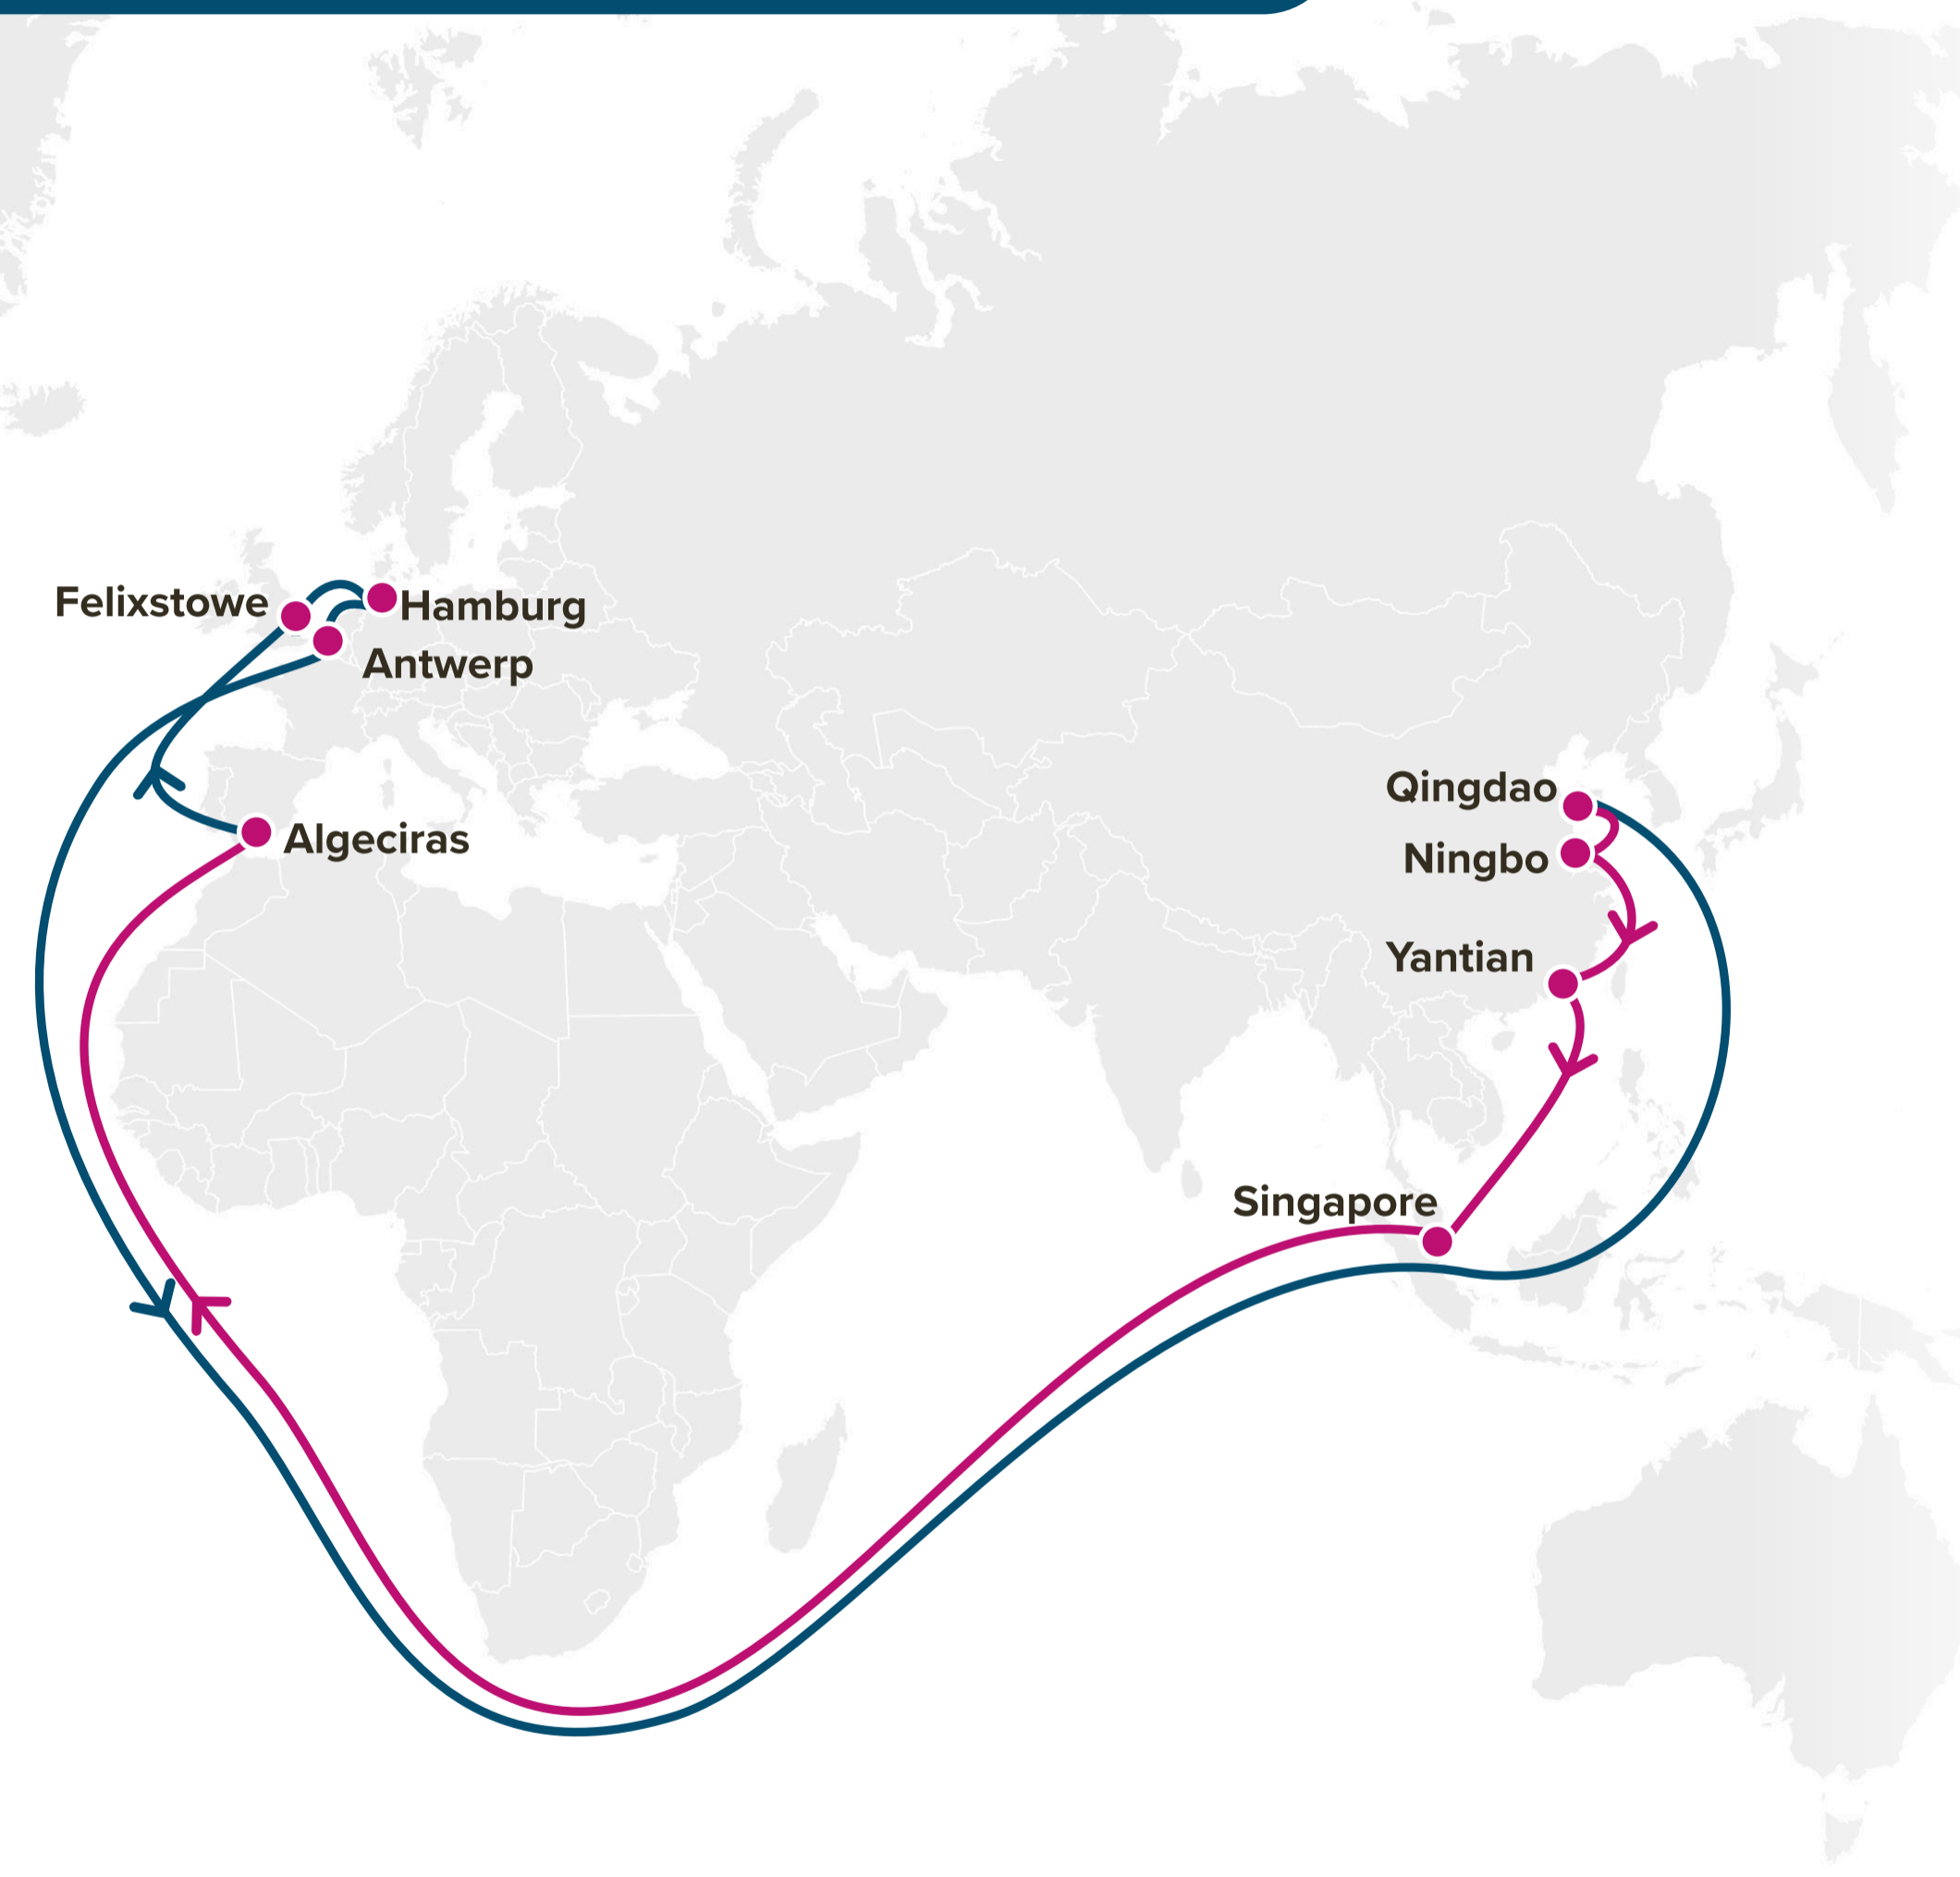 Felixstowe
Hamburg
Antwerp
Algeciras
Qingdao
Ningbo
Yantian
Singapore